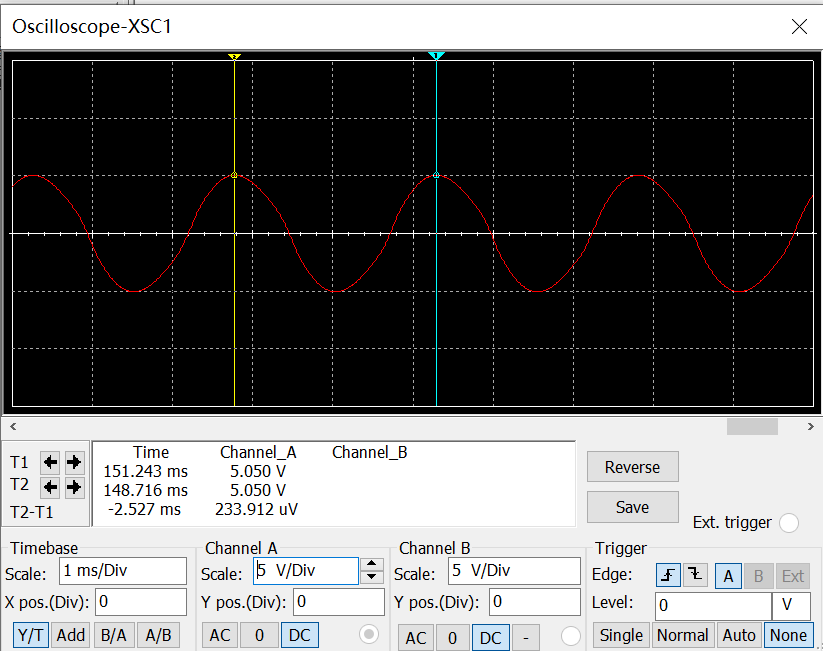 Oscilloscope-XSC1
2
1
T1
T2
T2-T1
Time Channel_A Channel_B
151.243 ms 5.050 V
148.716 ms 5.050 V
-2.527 ms 233.912 uV
Reverse
Save
Ext. trigger
Timebase
Scale: 1 ms/Div
X pos.(Div): 0
Y/T Add B/A A/B
Channel A
Scale: 5 V/Div
Y pos.(Div): 0
AC 0 DC
Channel B
Scale: 5 V/Div
Y pos.(Div): 0
AC 0 DC -
Trigger
Edge: A B Ext
Level: 0 V
Single Normal Auto None